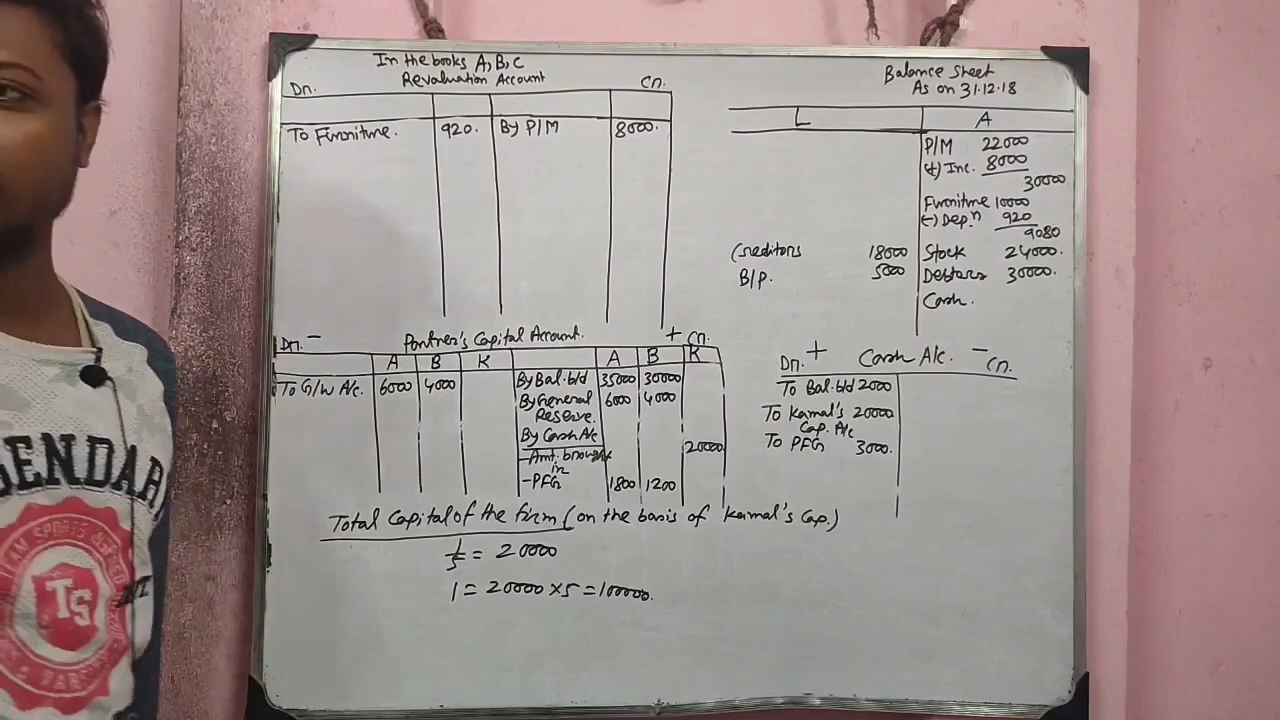 In the books A, B, C
Revaluation Account
Dr. Cr.
To Furniture. 920. By P/M 8000.
Balance Sheet
As on 31.12.18
L A
P/M 22000
(+) Inc. 8000
30000
Furniture 10000
(-) Dep.n 920
9080
Creditors 18000 Stock 24000.
B/P. 5000 Debtors 30000.
Cash.
Dr. - Partner's Capital Account. + Cr.
A B K A B K
To G/W A/c. 6000 4000 By Bal. b/d 35000 30000
By General 6000 4000
Reserve.
By Cash A/c
- Amt. brought 20000
in
- PFG 1800 1200
Dr. + Cash A/c. - Cr.
To Bal. b/d 2000
To Kamal's 20000
Cap. A/c
To PFG 3000.
Total Capital of the firm (on the basis of Kamal's Cap.)
1/5 = 20000
1 = 20000 x 5 = 100000.
GENDAR
TS